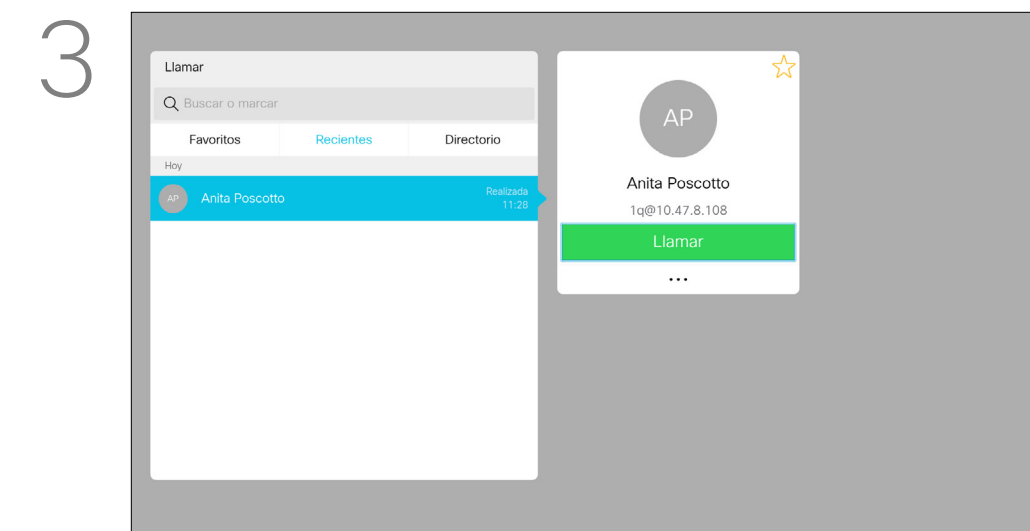 3
Llamar
Buscar o marcar
Favoritos Recientes Directorio
Hoy
AP Anita Poscotto Realizada
11:28
AP
Anita Poscotto
1q@10.47.8.108
Llamar
...